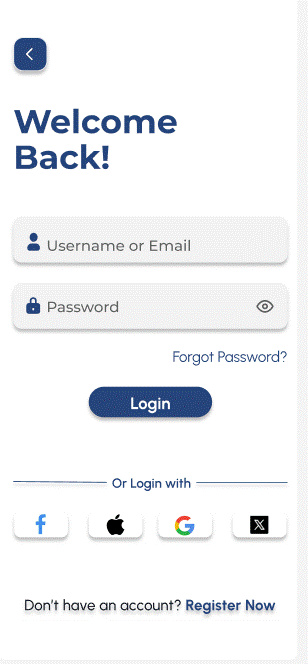 Welcome
Back!
Username or Email
Password
Forgot Password?
Login
Or Login with
Don't have an account? Register Now